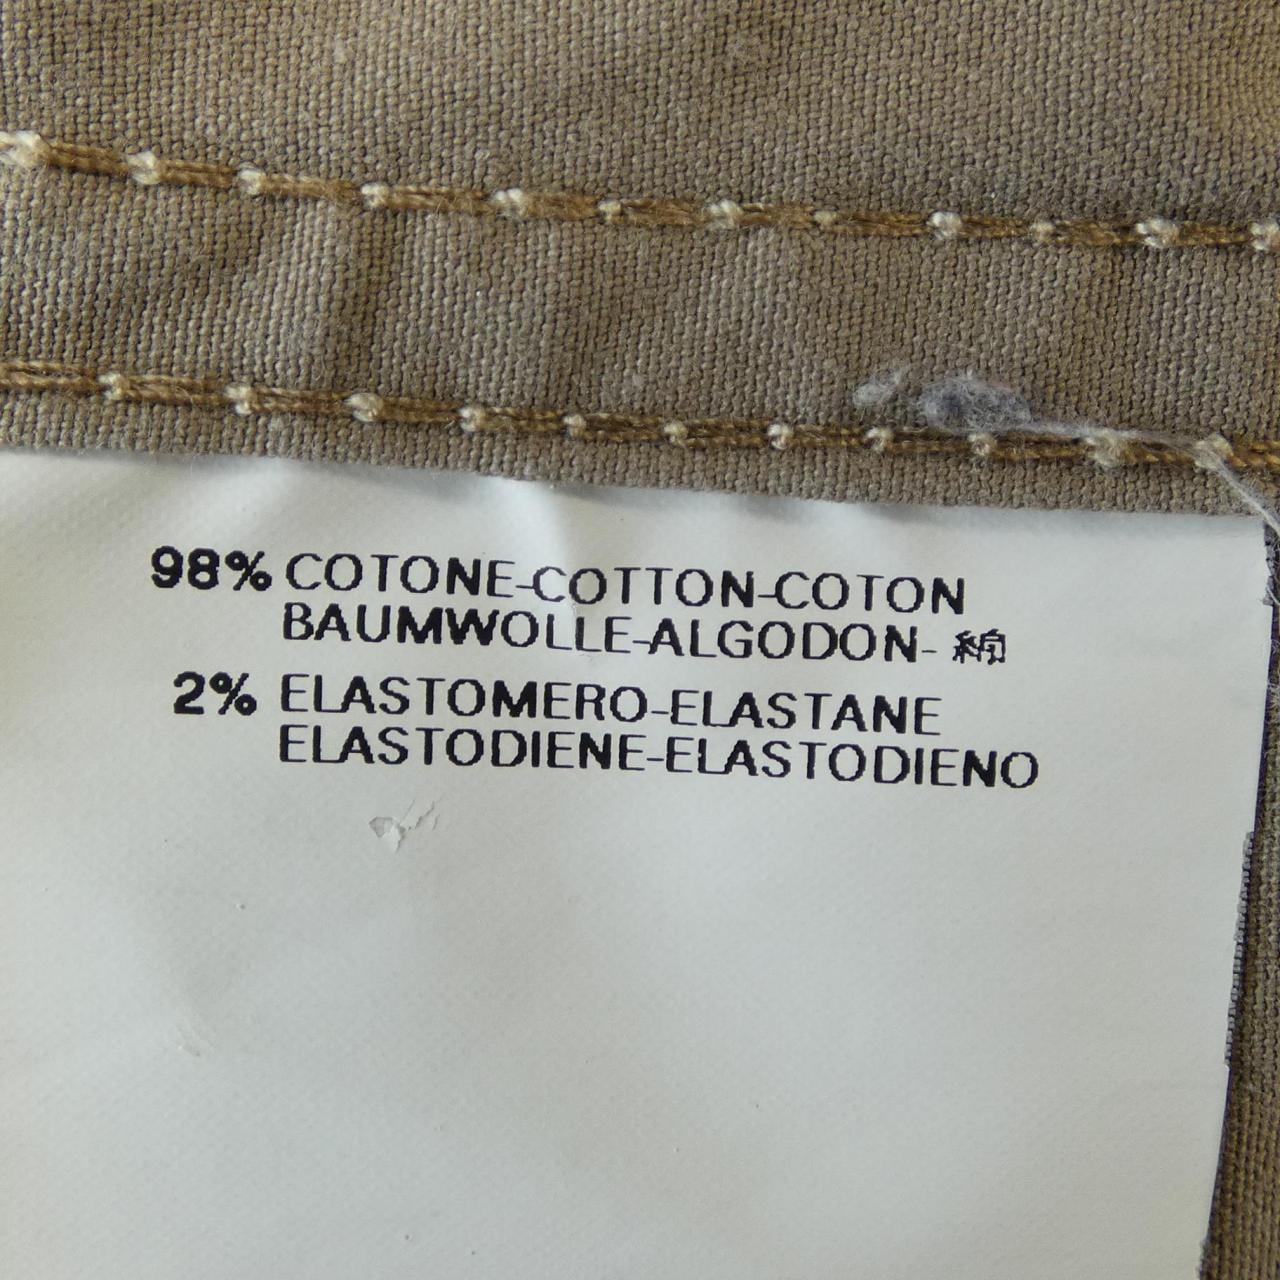 98% COTONE-COTTON-COTON
BAUMWOLLE-ALGODON- 綿
2% ELASTOMERO-ELASTANE
ELASTODIENE-ELASTODIENO